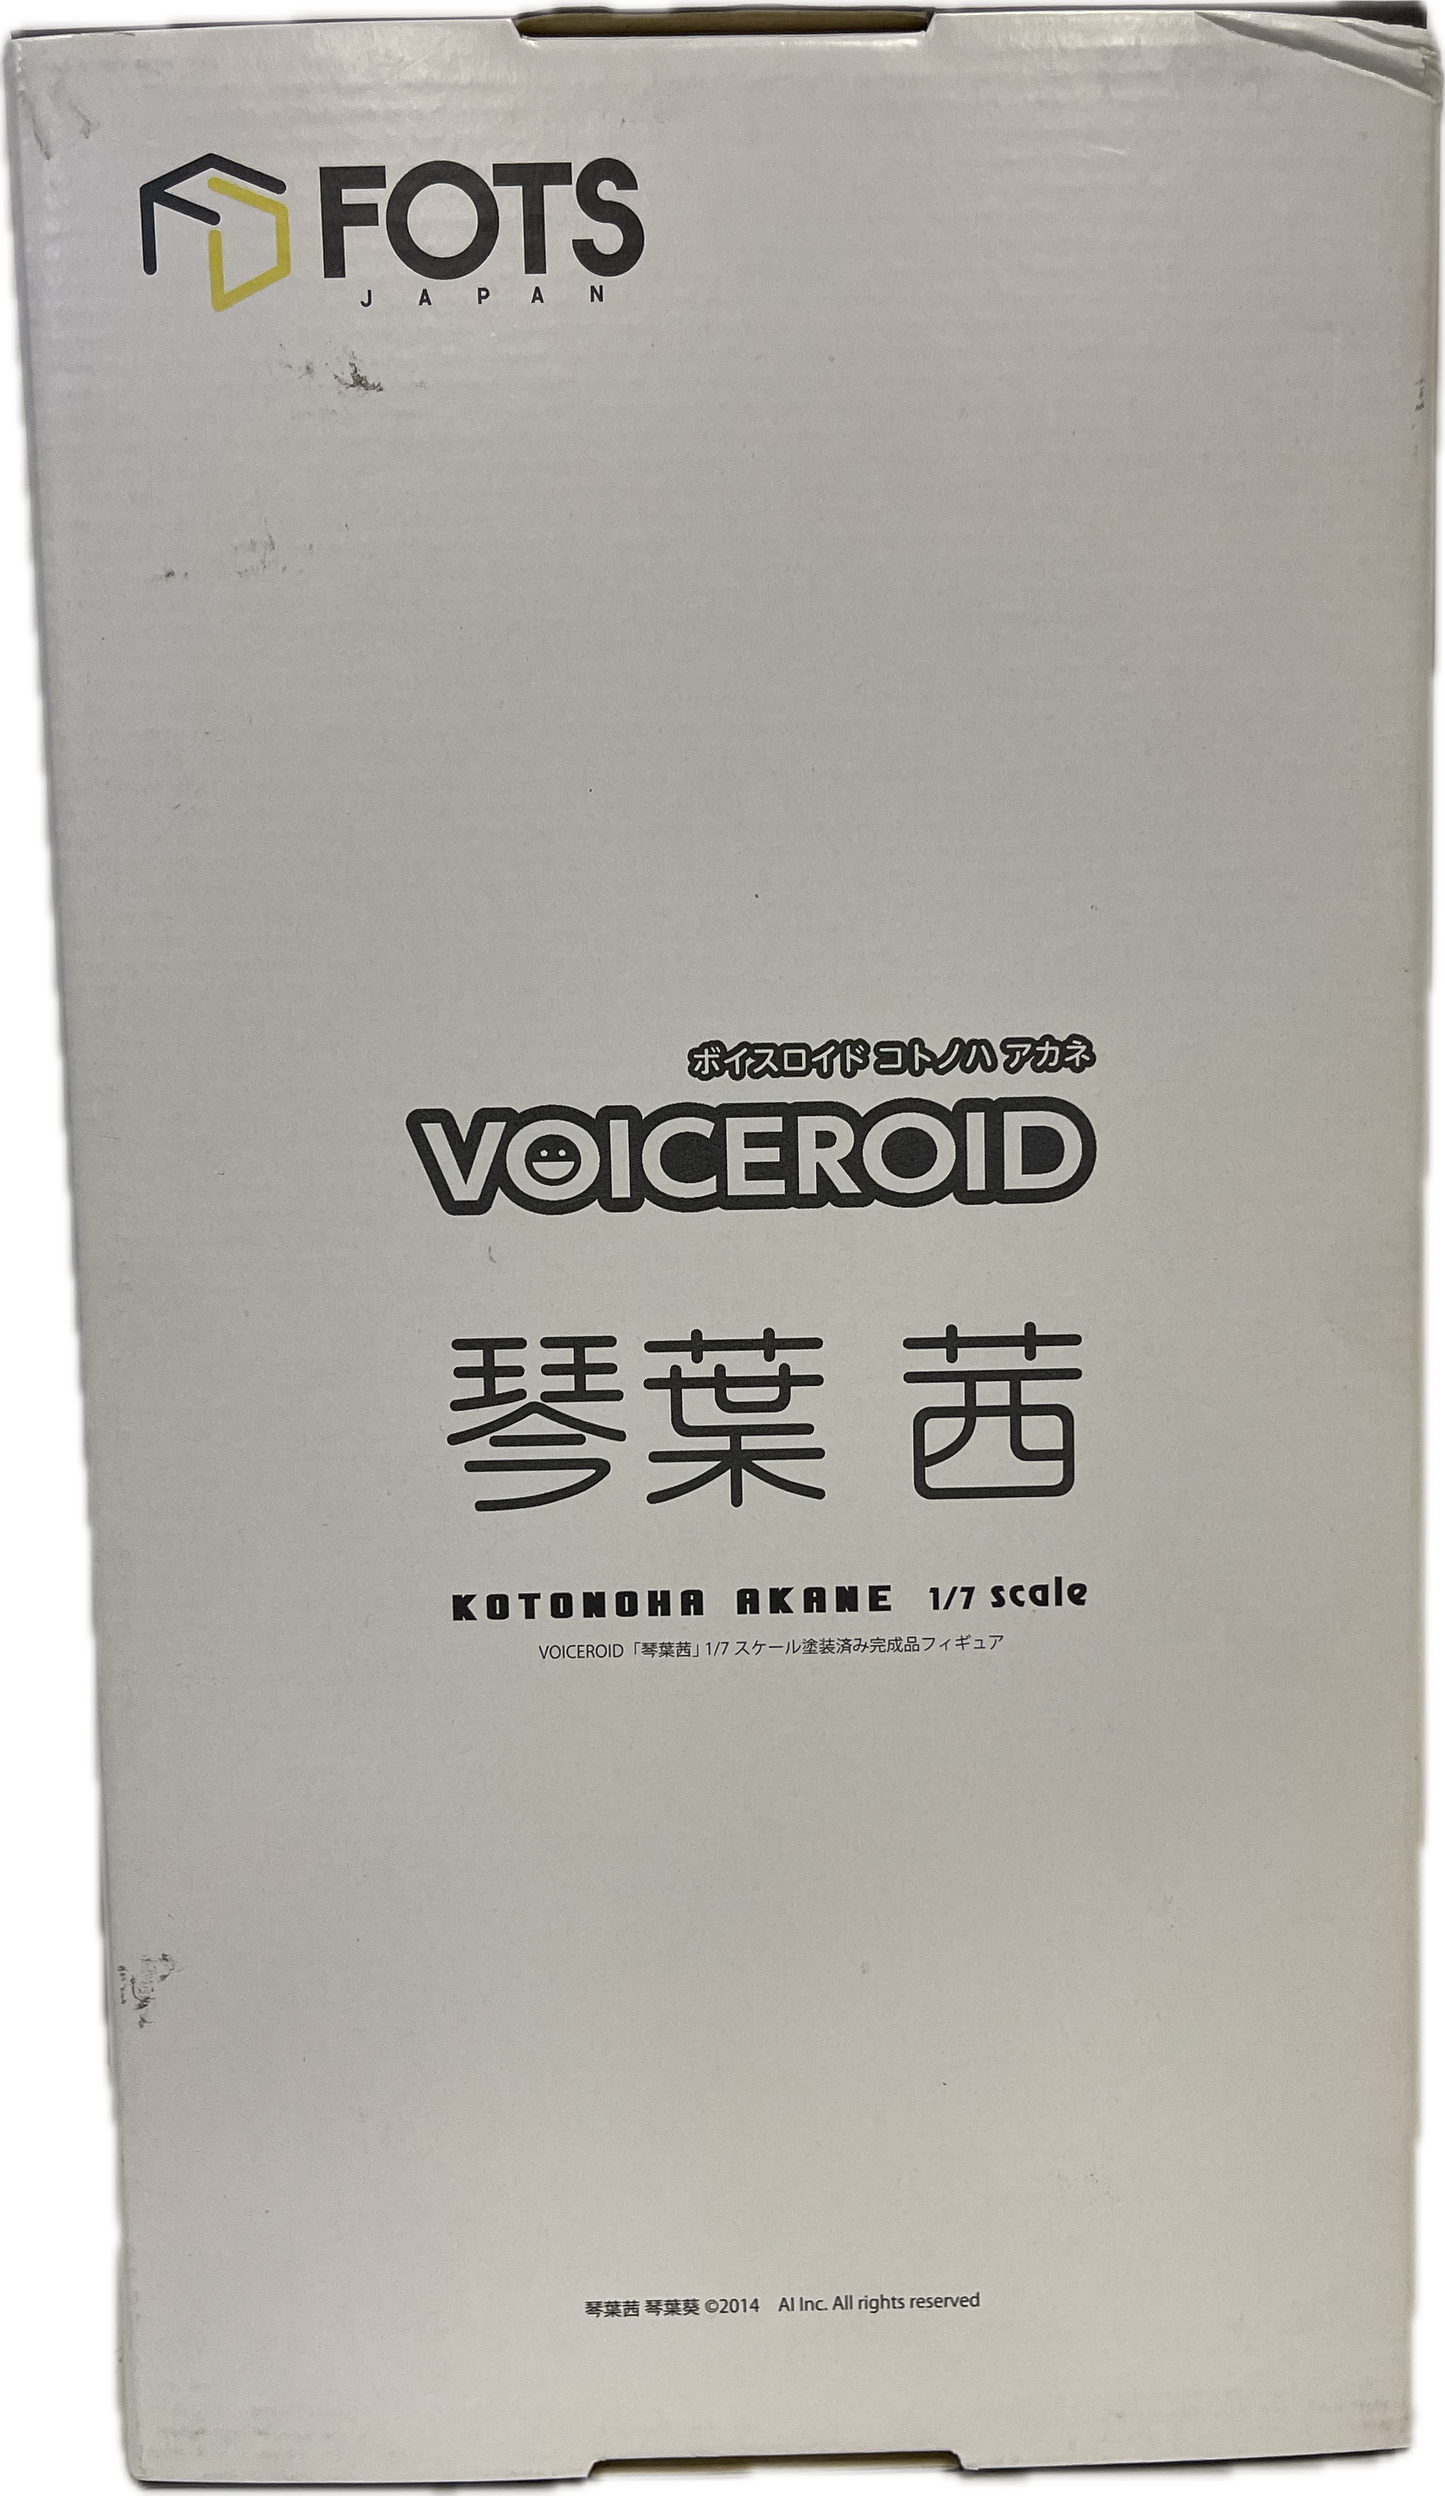 FOTS
JAPAN
ボイスロイド コトノハ アカネ
VOICEROID
琴葉 茜
KOTONOHA AKANE 1/7 scale
VOICEROID「琴葉茜」1/7 スケール塗装済み完成品フィギュア
琴葉茜 琴葉葵 ©2014 AI Inc. All rights reserved